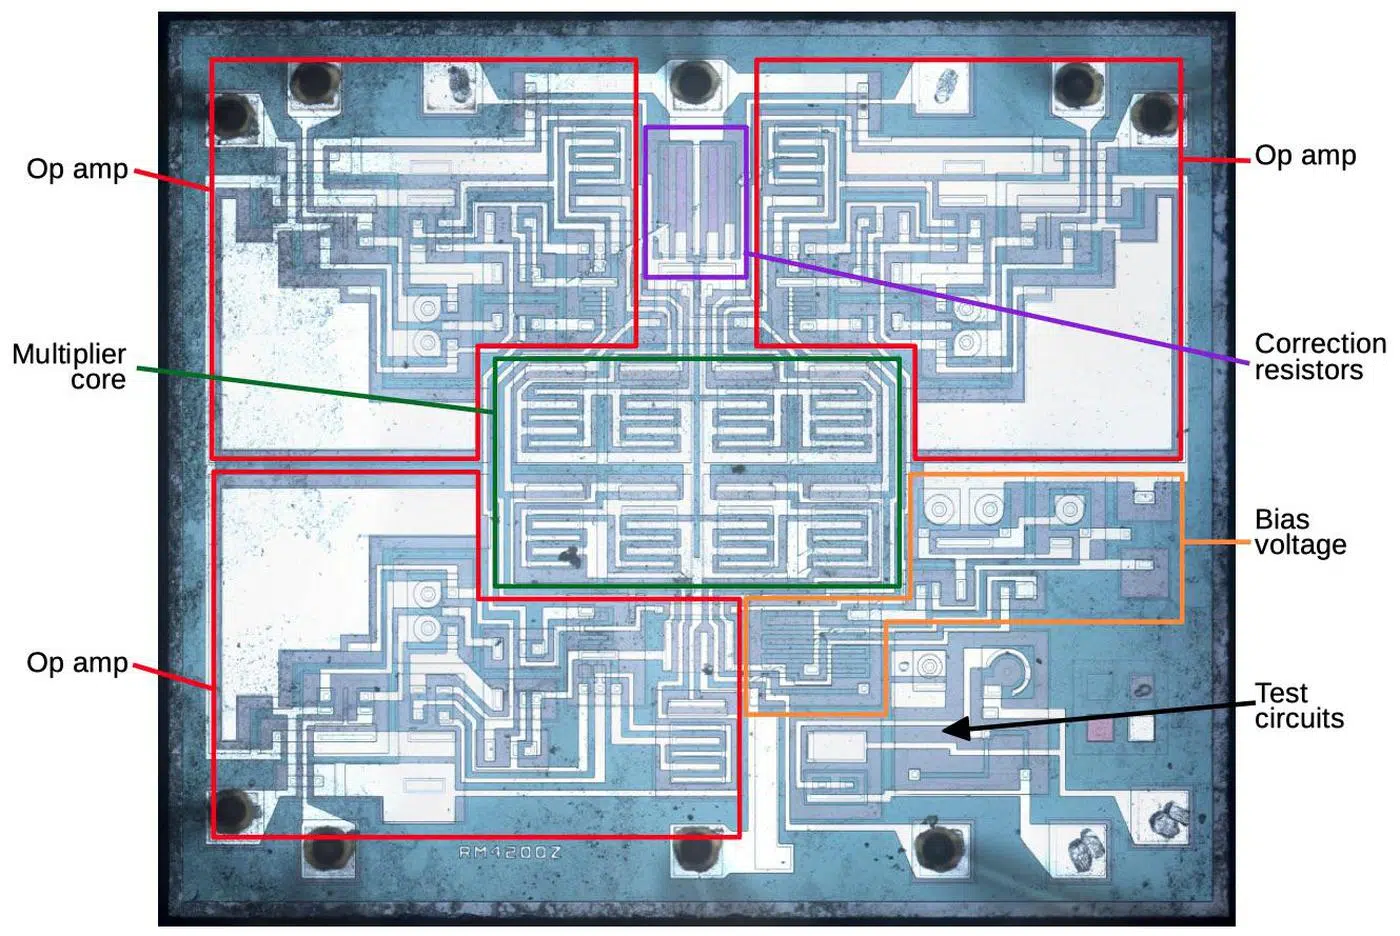 Op amp
Op amp
Multiplier
core
Correction
resistors
Bias
voltage
Op amp
Test
circuits
RM4200Z